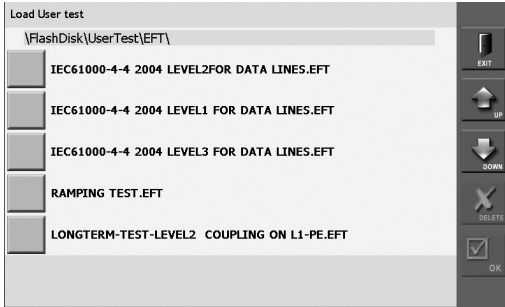 Load User test
\FlashDisk\UserTest\EFT\
EXIT
IEC61000-4-4 2004 LEVEL2FOR DATA LINES.EFT
IEC61000-4-4 2004 LEVEL1 FOR DATA LINES.EFT
UP
IEC61000-4-4 2004 LEVEL3 FOR DATA LINES.EFT
DOWN
RAMPING TEST.EFT
DELETE
LONGTERM-TEST-LEVEL2  COUPLING ON L1-PE.EFT
OK